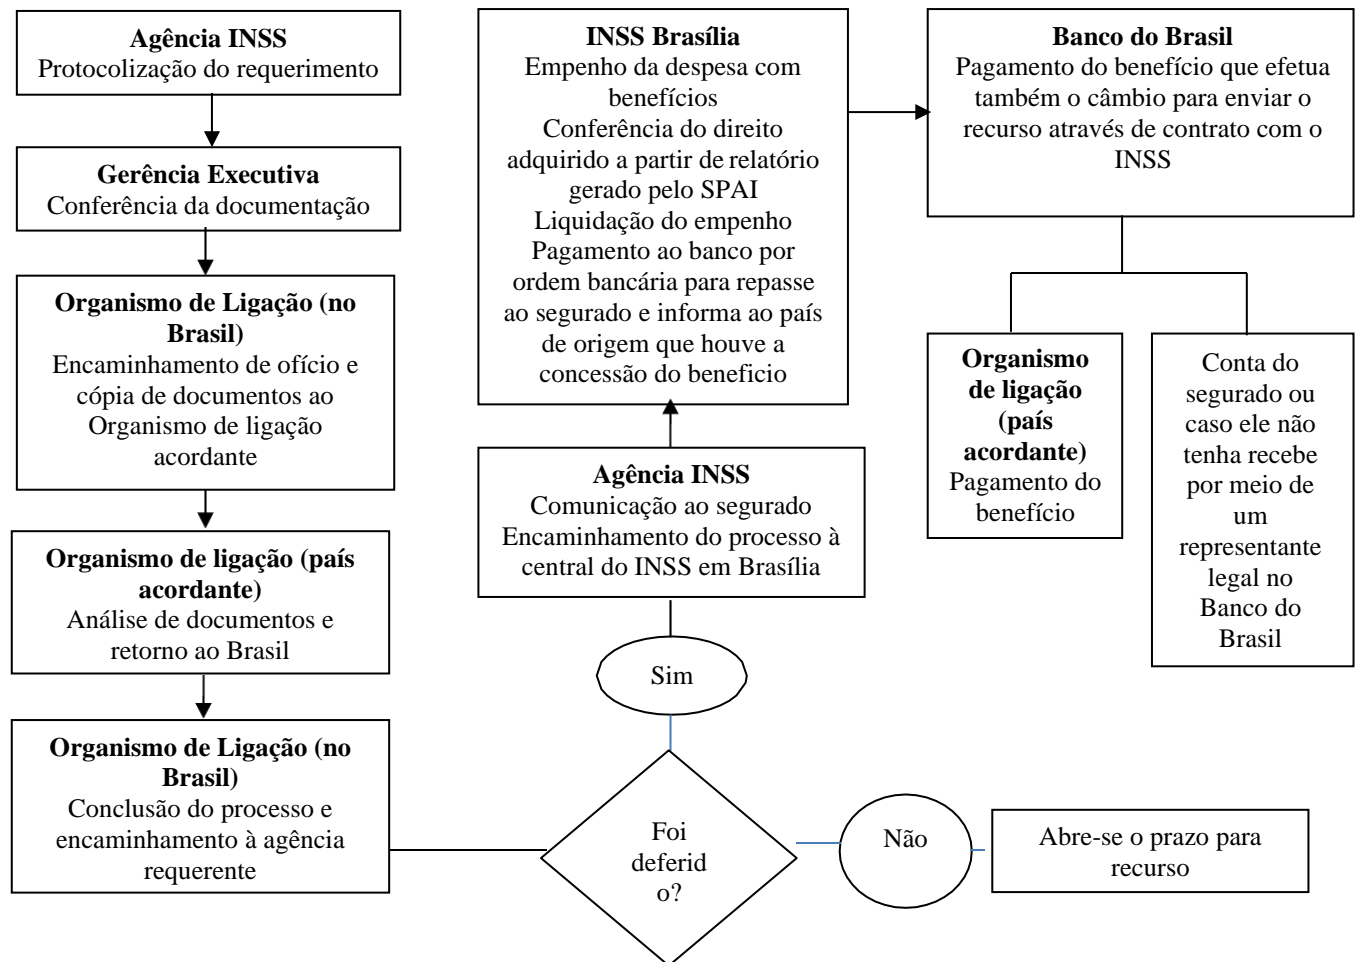 Agência INSS
Protocolização do requerimento
Gerência Executiva
Conferência da documentação
Organismo de Ligação (no
Brasil)
Encaminhamento de ofício e
cópia de documentos ao
Organismo de ligação
acordante
Organismo de ligação (país
acordante)
Análise de documentos e
retorno ao Brasil
Organismo de Ligação (no
Brasil)
Conclusão do processo e
encaminhamento à agência
requerente
Foi
deferid
o?
Não
Abre-se o prazo para
recurso
Sim
Agência INSS
Comunicação ao segurado
Encaminhamento do processo à
central do INSS em Brasília
INSS Brasília
Empenho da despesa com
benefícios
Conferência do direito
adquirido a partir de relatório
gerado pelo SPAI
Liquidação do empenho
Pagamento ao banco por
ordem bancária para repasse
ao segurado e informa ao país
de origem que houve a
concessão do beneficio
Banco do Brasil
Pagamento do benefício que efetua
também o câmbio para enviar o
recurso através de contrato com o
INSS
Organismo
de ligação
(país
acordante)
Pagamento do
benefício
Conta do
segurado ou
caso ele não
tenha recebe
por meio de
um
representante
legal no
Banco do
Brasil